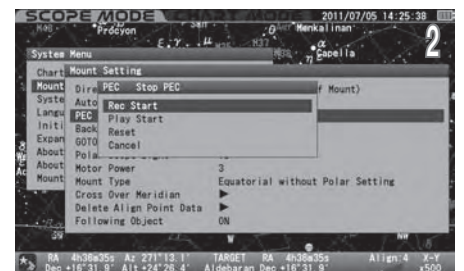 SCOPE MODE 2011/07/05 14:25:38
Procyon Menkalinan 2
Capella
System Menu
Chart Mount Setting
Mount Dire PEC Stop PEC f Mount)
Syste Auto Rec Start
Langu PEC Play Start
Initi Back Reset
Expan GOTO Cancel
About Pola
About Motor Power 3
Mount Mount Type Equatorial without Polar Setting
Cross Over Meridian ▶
Delete Align Point Data ▶
Following Object ON
W NW
RA 4h36m35s Az 271°13.1' TARGET RA 4h36m35s Align:4 X-Y
Dec +16°31.9' Alt +24°26.4' Aldebaran Dec +16°31.9' x500